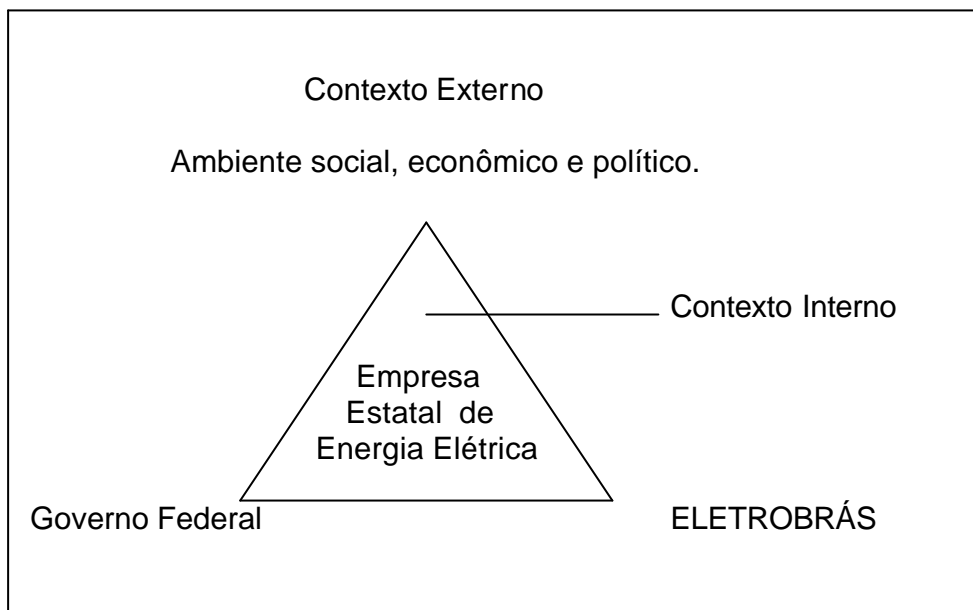 Contexto Externo
Ambiente social, econômico e político.
Contexto Interno
Empresa
Estatal de
Energia Elétrica
Governo Federal
ELETROBRÁS